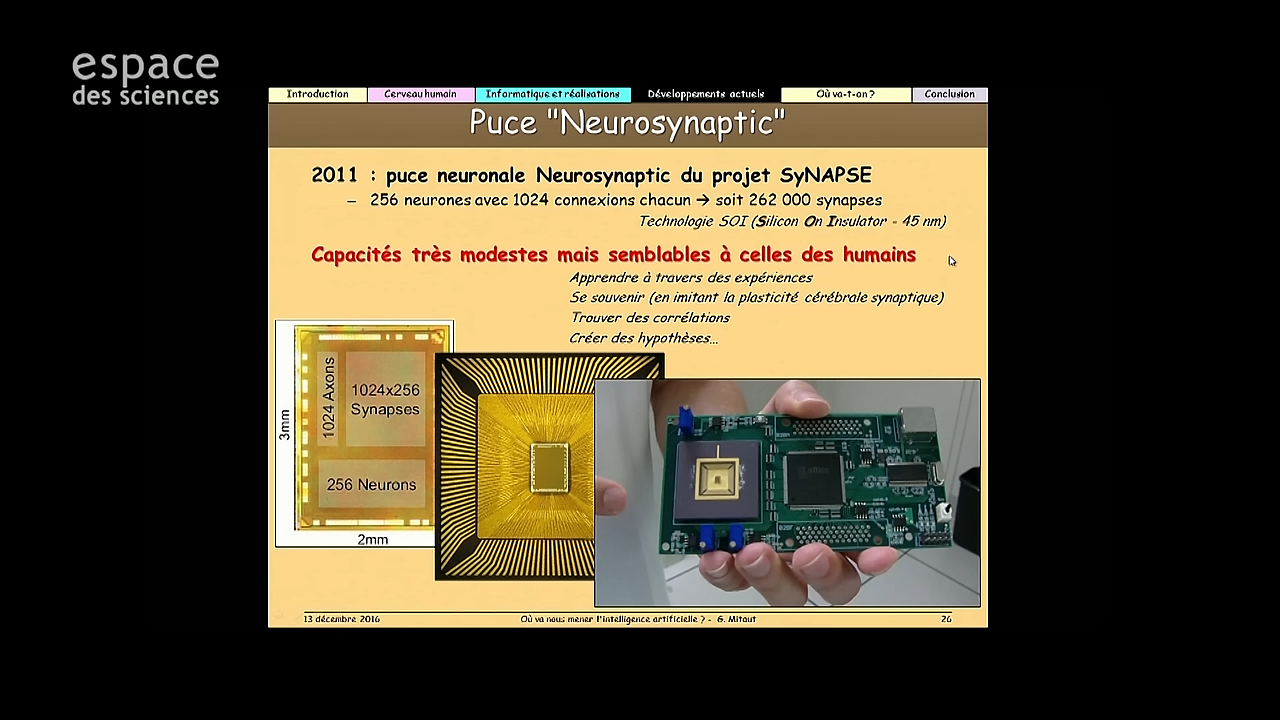 espace
des sciences
Introduction
Cerveau humain
Informatique et réalisations
Développements actuels
Où va-t-on ?
Conclusion
Puce "Neurosynaptic"
2011 : puce neuronale Neurosynaptic du projet SyNAPSE
– 256 neurones avec 1024 connexions chacun → soit 262 000 synapses
Technologie SOI (Silicon On Insulator - 45 nm)
Capacités très modestes mais semblables à celles des humains
Apprendre à travers des expériences
Se souvenir (en imitant la plasticité cérébrale synaptique)
Trouver des corrélations
Créer des hypothèses...
3mm
1024 Axons
1024x256
Synapses
256 Neurons
2mm
13 décembre 2016
Où va nous mener l'intelligence artificielle ? - G. Mitaut
26